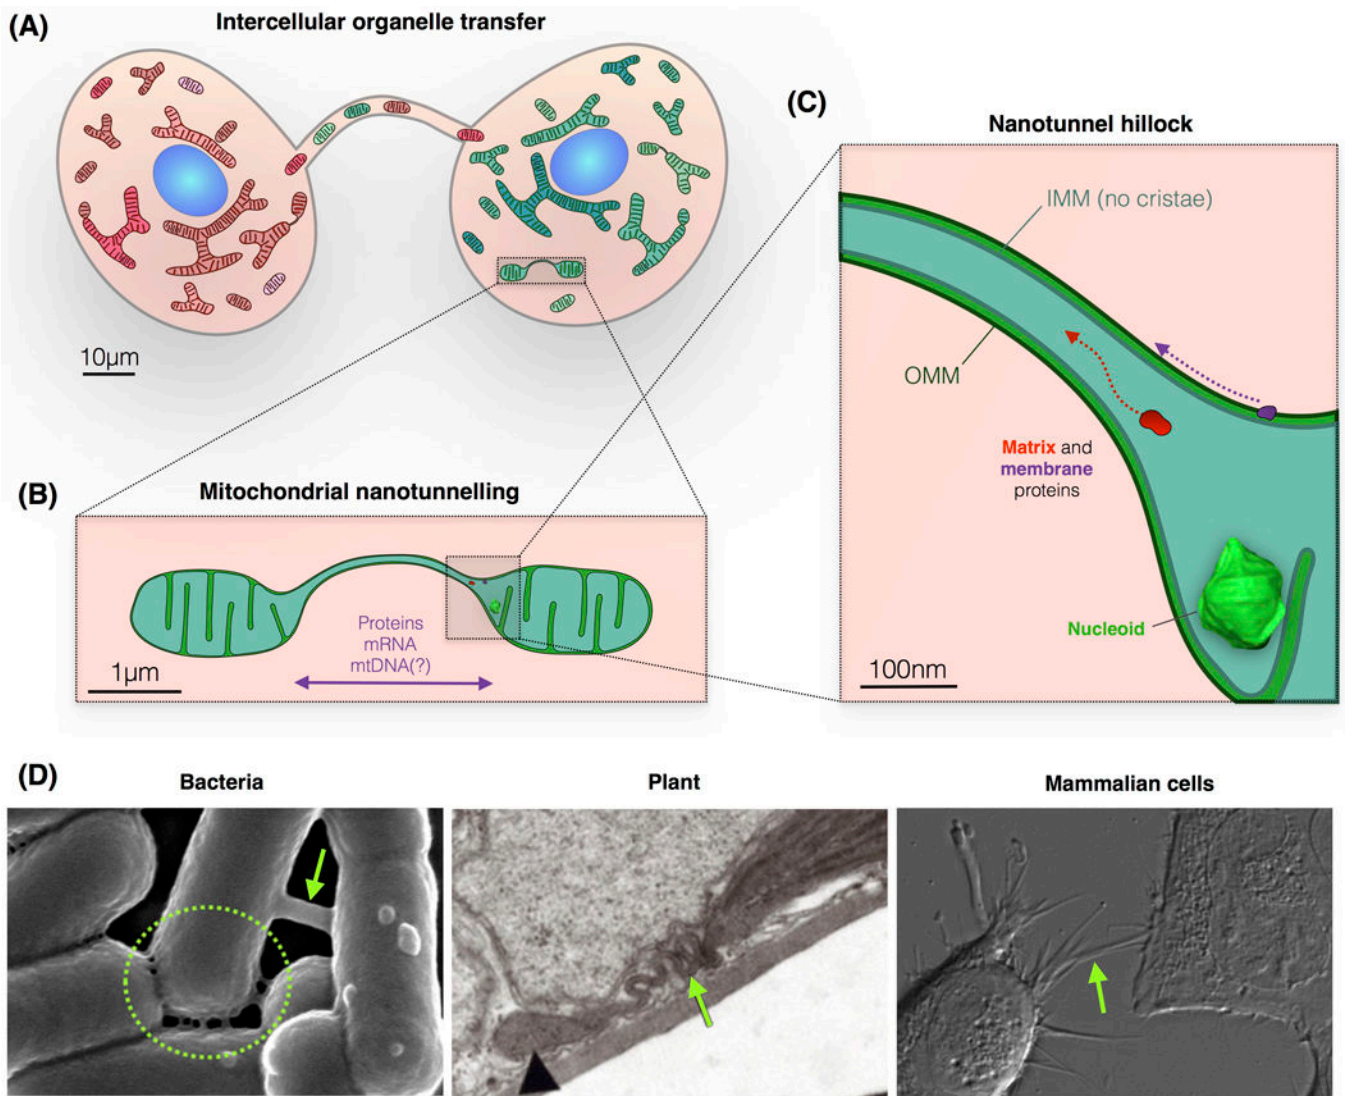 (A)
Intercellular organelle transfer
10µm
(B)
Mitochondrial nanotunnelling
Proteins
mRNA
mtDNA(?)
1µm
(C)
Nanotunnel hillock
IMM (no cristae)
OMM
Matrix and
membrane
proteins
Nucleoid
100nm
(D)
Bacteria
Plant
Mammalian cells